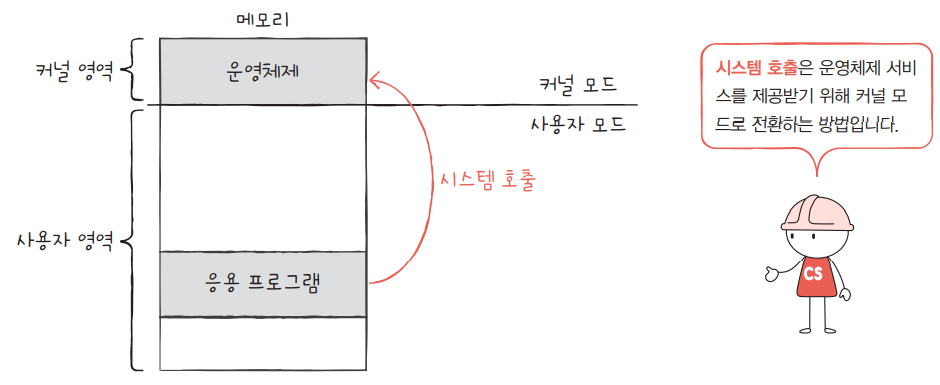 메모리
커널 영역
운영체제
커널 모드
사용자 모드
시스템 호출
사용자 영역
응용 프로그램
시스템 호출은 운영체제 서비
스를 제공받기 위해 커널 모
드로 전환하는 방법입니다.
CS